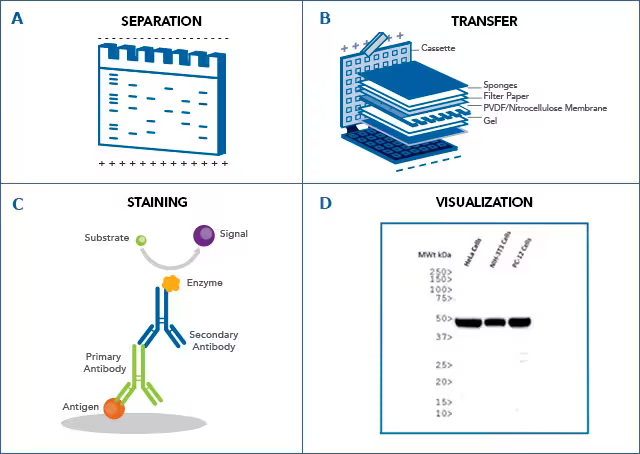 A
SEPARATION
- - - - - - - - - - - - - -
+ + + + + + + + + + + +
B
TRANSFER
+ + + + + +
Cassette
Sponges
Filter Paper
PVDF/Nitrocellulose Membrane
Gel
- - - - - -
C
STAINING
Substrate
Signal
Enzyme
Secondary
Antibody
Primary
Antibody
Antigen
D
VISUALIZATION
MWt kDa
HeLa Cells
NIH-3T3 Cells
PC-12 Cells
250>
150>
100>
75>
50>
37>
25>
20>
15>
10>